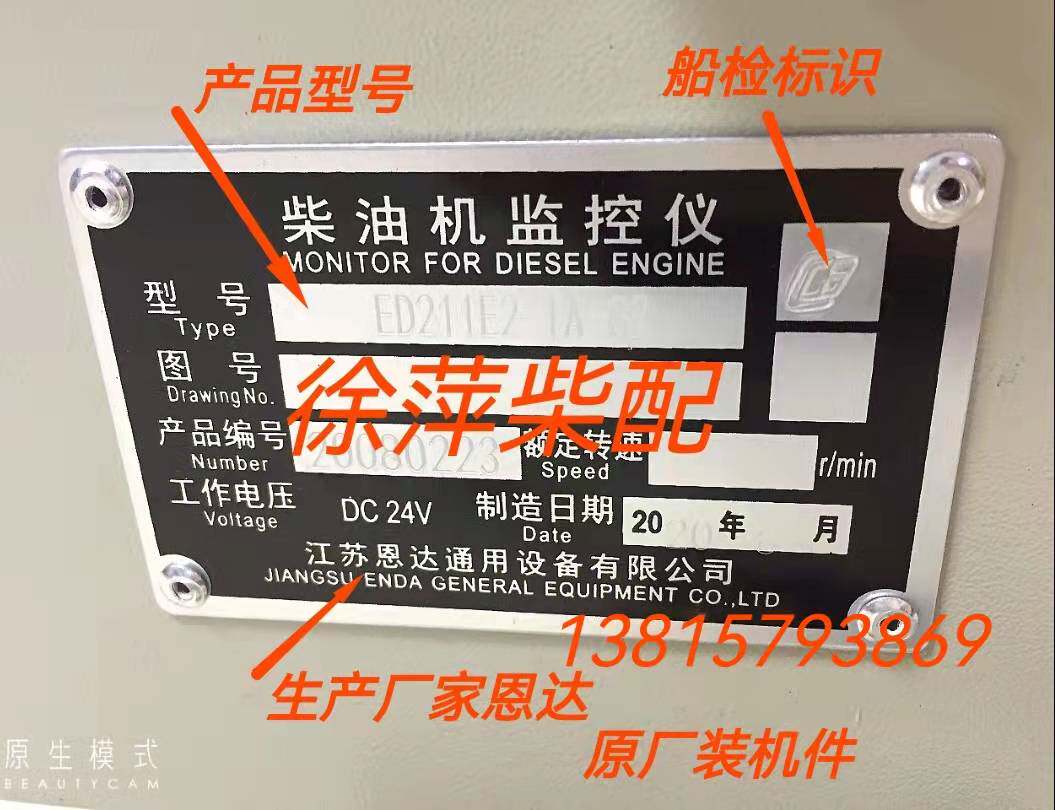 产品型号
船检标识
柴油机监控仪
MONITOR FOR DIESEL ENGINE
型号
Type
ED211E2 1A
图号
Drawing No.
徐萍柴配
产品编号
Number
20080223
额定转速
Speed
r/min
工作电压
Voltage
DC 24V
制造日期
Date
20 20 年 月
江苏恩达通用设备有限公司
JIANGSU ENDA GENERAL EQUIPMENT CO.,LTD
13815793869
生产厂家恩达
原厂装机件
原生模式
BEAUTYCAM